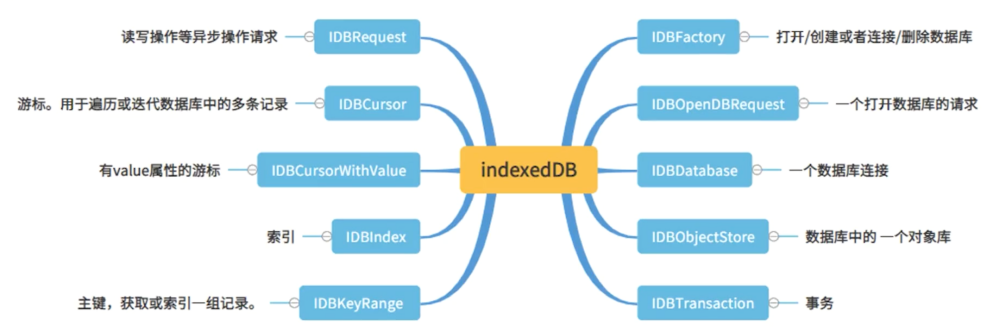 读写操作等异步操作请求 IDBRequest
游标。用于遍历或迭代数据库中的多条记录 IDBCursor
有value属性的游标 IDBCursorWithValue
索引 IDBIndex
主键，获取或索引一组记录。 IDBKeyRange
indexedDB
IDBFactory 打开/创建或者连接/删除数据库
IDBOpenDBRequest 一个打开数据库的请求
IDBDatabase 一个数据库连接
IDBObjectStore 数据库中的 一个对象库
IDBTransaction 事务